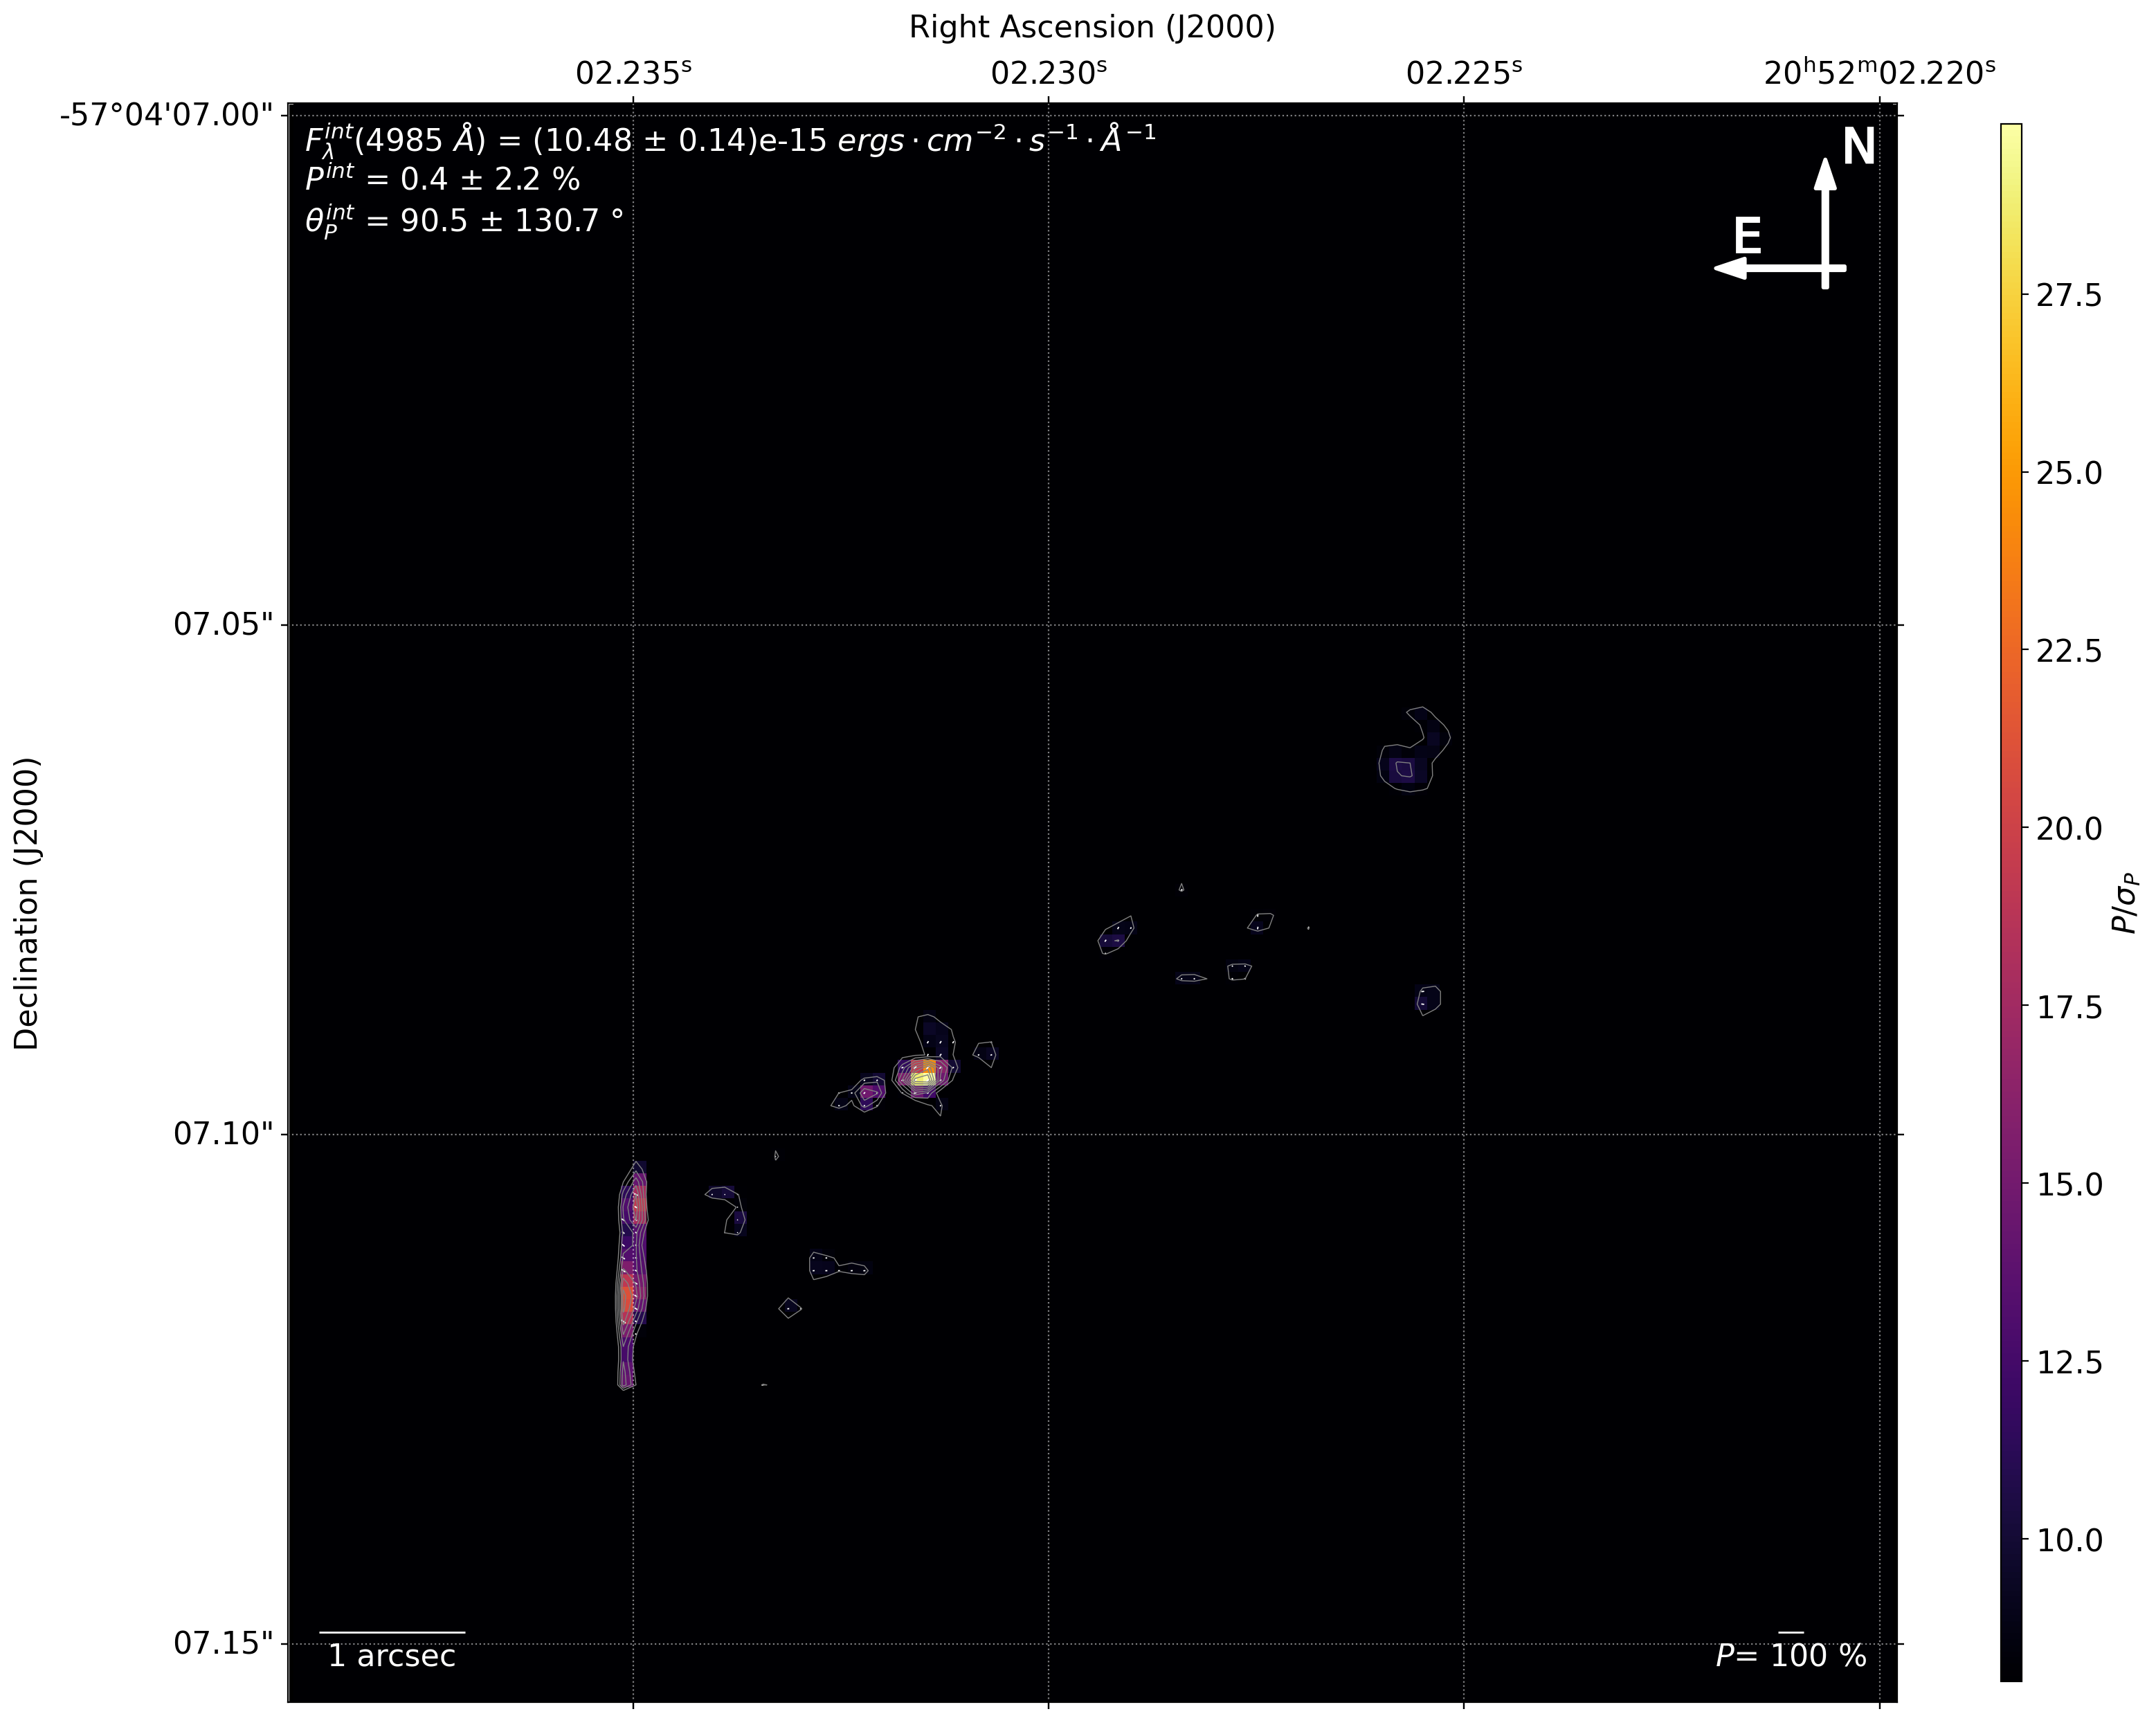 Right Ascension (J2000)
02.235ˢ 02.230ˢ 02.225ˢ 20ʰ52ᵐ02.220ˢ
-57°04'07.00"
07.05"
07.10"
07.15"
Declination (J2000)
F_λ^int(4985 Å) = (10.48 ± 0.14)e-15 ergs · cm⁻² · s⁻¹ · Å⁻¹
P^int = 0.4 ± 2.2 %
θ_P^int = 90.5 ± 130.7 °
N
E
1 arcsec
P= 100 %
27.5
25.0
22.5
20.0
17.5
15.0
12.5
10.0
P/σ_P